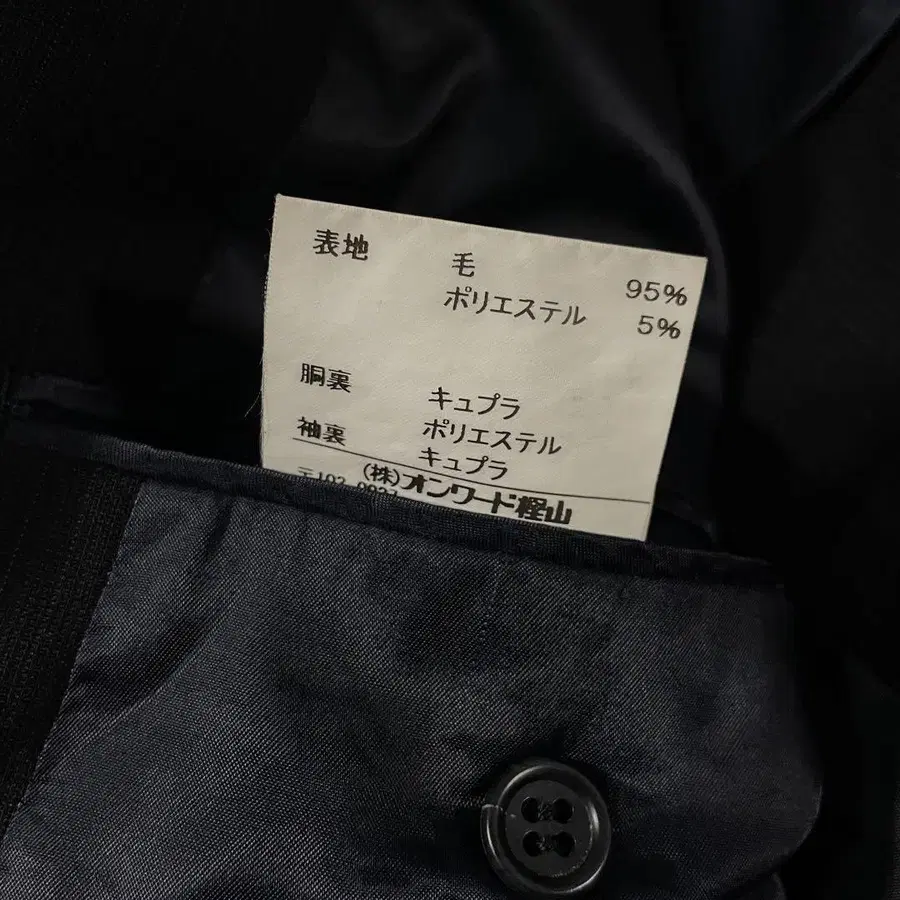 表地 毛 95%
ポリエステル 5%
胴裏 キュプラ
ポリエステル
袖裏 キュプラ
(株)オンワード樫山